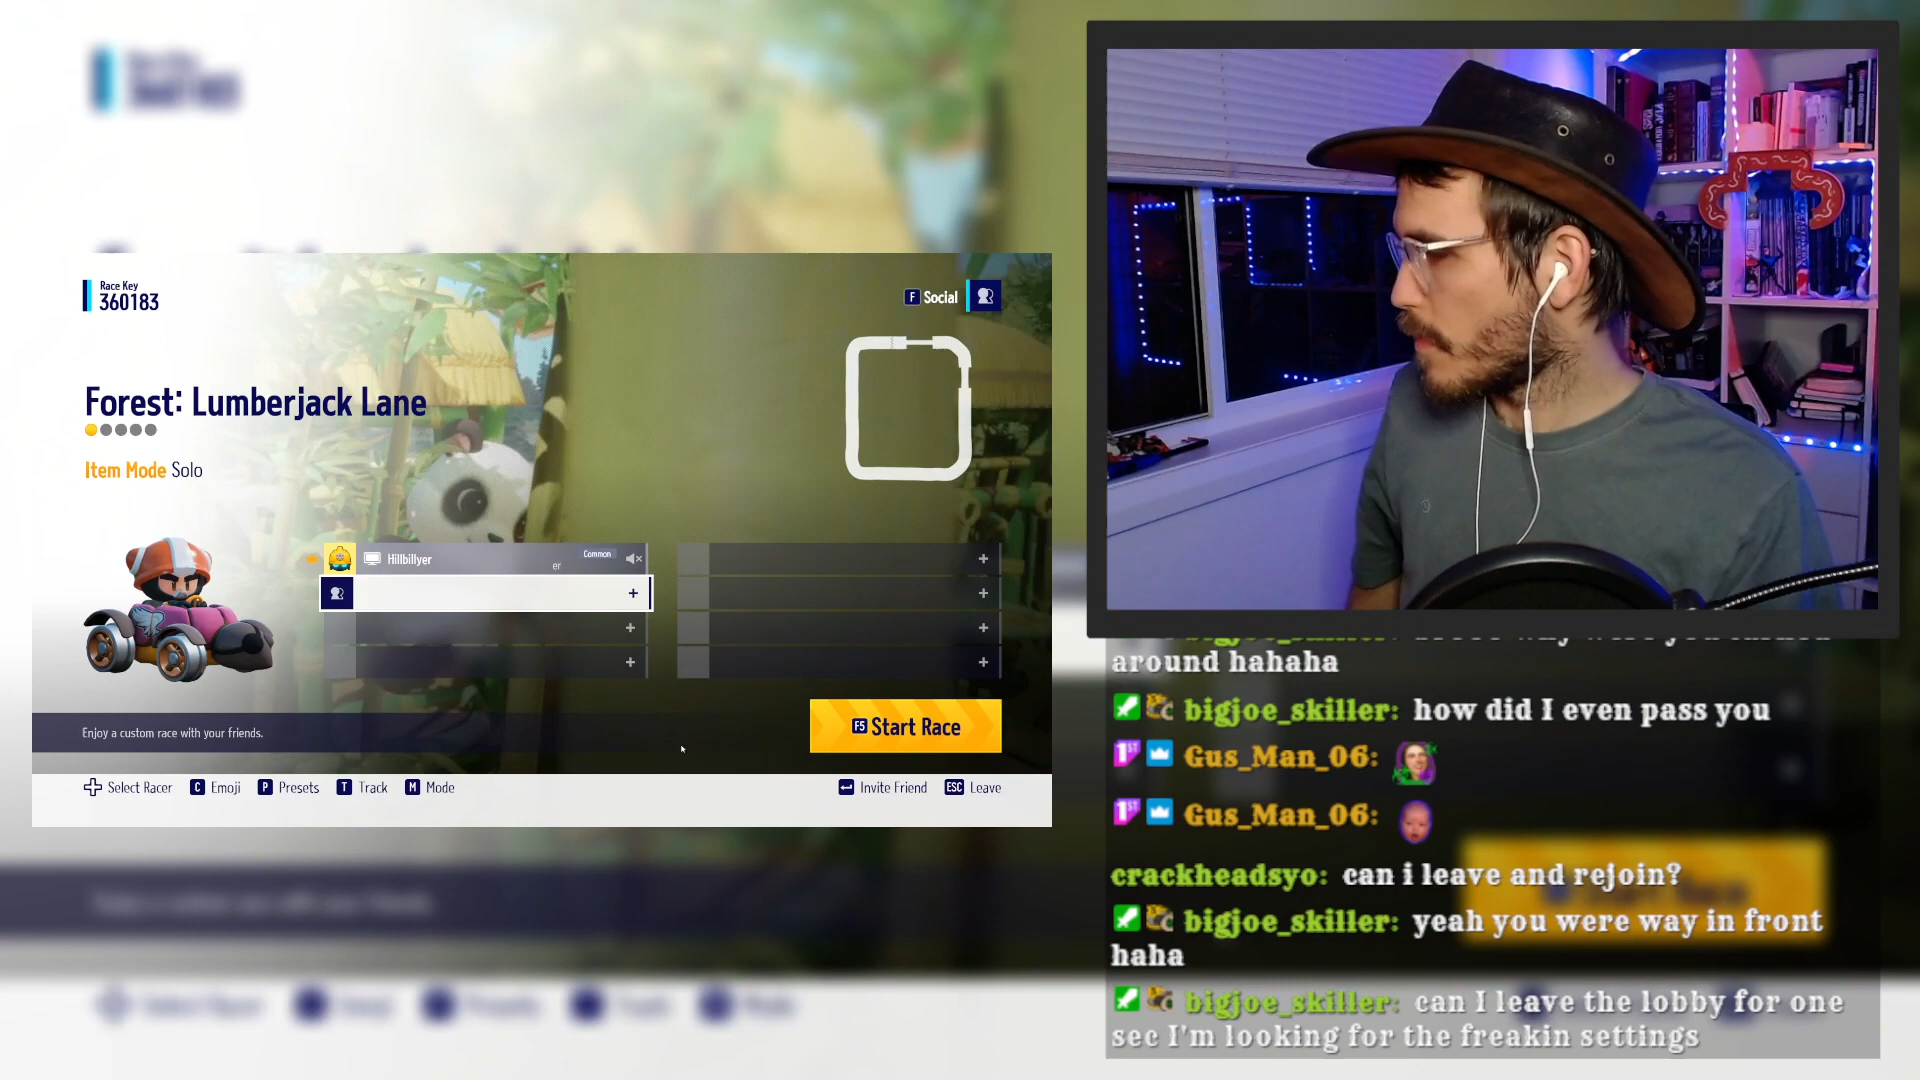 Race Key
360183
F Social
Forest: Lumberjack Lane
Item Mode Solo
Hillbillyer
Common
er
+
+
+
+
+
+
+
F5 Start Race
Enjoy a custom race with your friends.
Select Racer C Emoji P Presets T Track M Mode
Invite Friend ESC Leave
around hahaha
bigjoe_skiller: how did I even pass you
1ST Gus_Man_06:
1ST Gus_Man_06:
crackheadsyo: can i leave and rejoin?
bigjoe_skiller: yeah you were way in front
haha
bigjoe_skiller: can I leave the lobby for one
sec I'm looking for the freakin settings